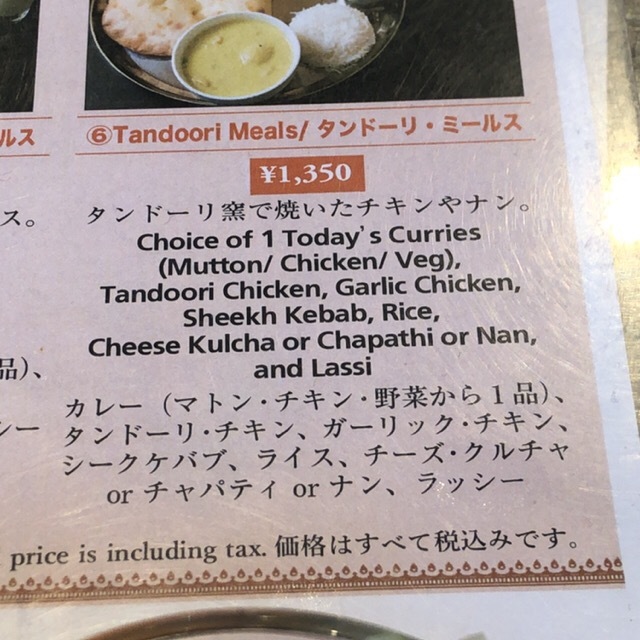 ⑥Tandoori Meals/ タンドーリ・ミールス
ルス
¥1,350
タンドーリ窯で焼いたチキンやナン。
ス。
Choice of 1 Today's Curries
(Mutton/ Chicken/ Veg),
Tandoori Chicken, Garlic Chicken,
Sheekh Kebab, Rice,
Cheese Kulcha or Chapathi or Nan,
and Lassi
品)、
シー
カレー (マトン・チキン・野菜から1品)、
タンドーリ・チキン、ガーリック・チキン、
シークケバブ、ライス、チーズ・クルチャ
or チャパティ or ナン、ラッシー
price is including tax. 価格はすべて税込みです。